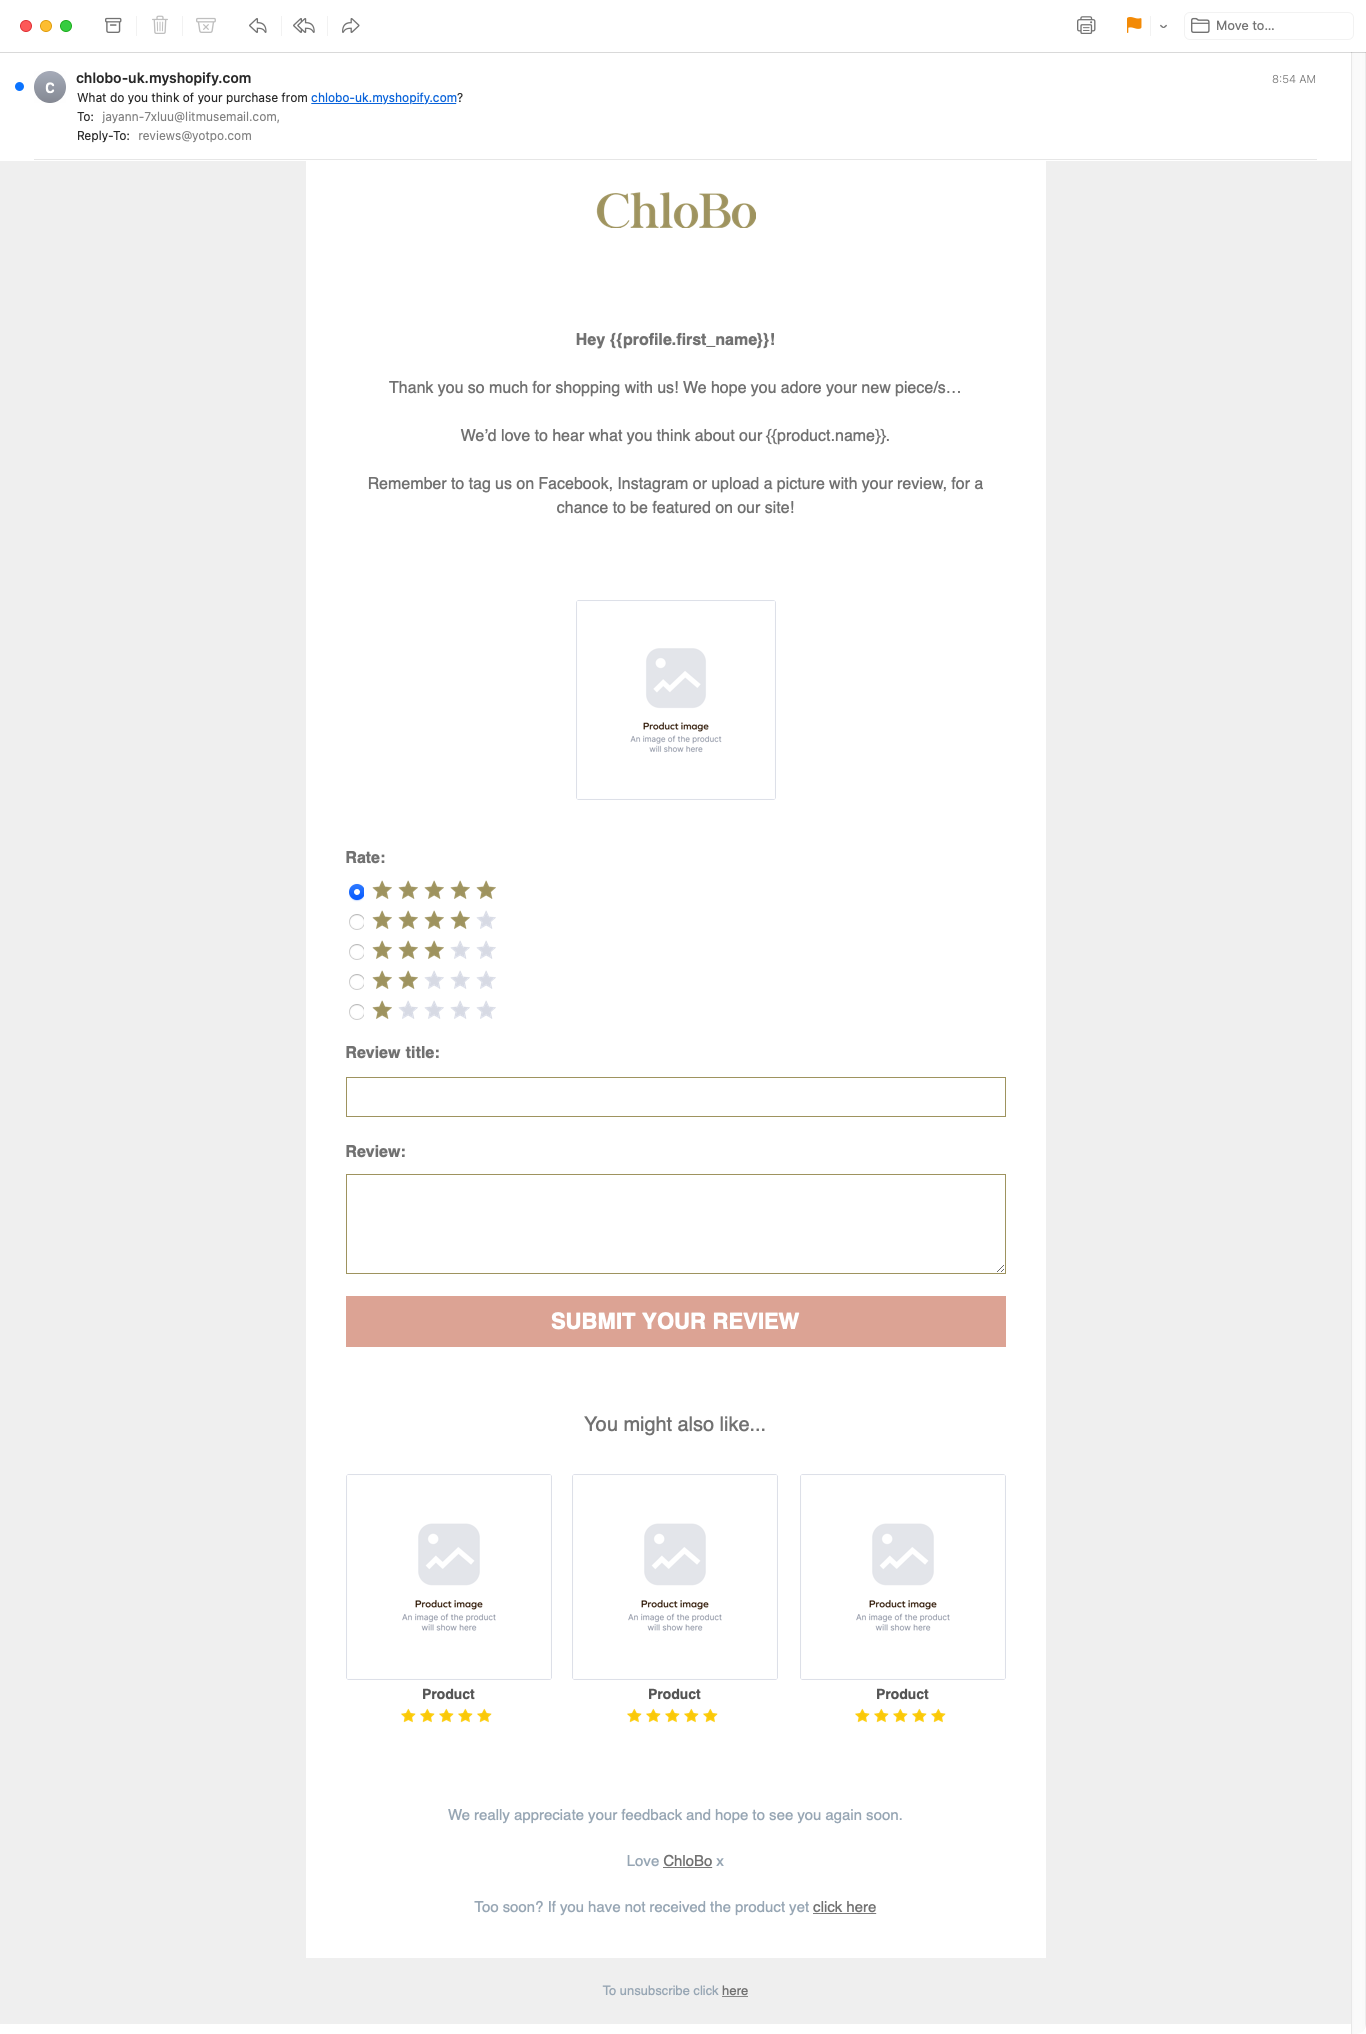 Move to...
C
chlobo-uk.myshopify.com
8:54 AM
What do you think of your purchase from chlobo-uk.myshopify.com?
To: jayann-7xluu@litmusemail.com,
Reply-To: reviews@yotpo.com
ChloBo
Hey {{profile.first_name}}!
Thank you so much for shopping with us! We hope you adore your new piece/s…
We’d love to hear what you think about our {{product.name}}.
Remember to tag us on Facebook, Instagram or upload a picture with your review, for a
chance to be featured on our site!
Product image
An image of the product
will show here
Rate:
Review title:
Review:
SUBMIT YOUR REVIEW
You might also like...
Product image
An image of the product
will show here
Product
Product image
An image of the product
will show here
Product
Product image
An image of the product
will show here
Product
We really appreciate your feedback and hope to see you again soon.
Love ChloBo x
Too soon? If you have not received the product yet click here
To unsubscribe click here